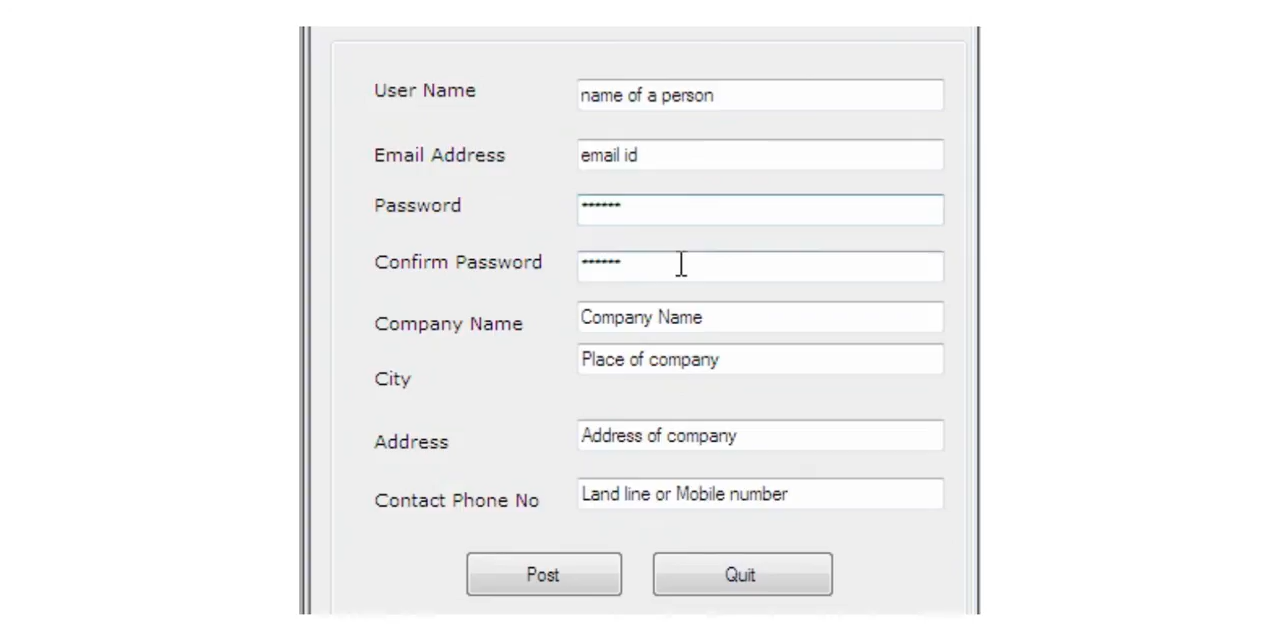 User Name name of a person
Email Address email id
Password ******
Confirm Password ******
Company Name Company Name
City Place of company
Address Address of company
Contact Phone No Land line or Mobile number
Post Quit